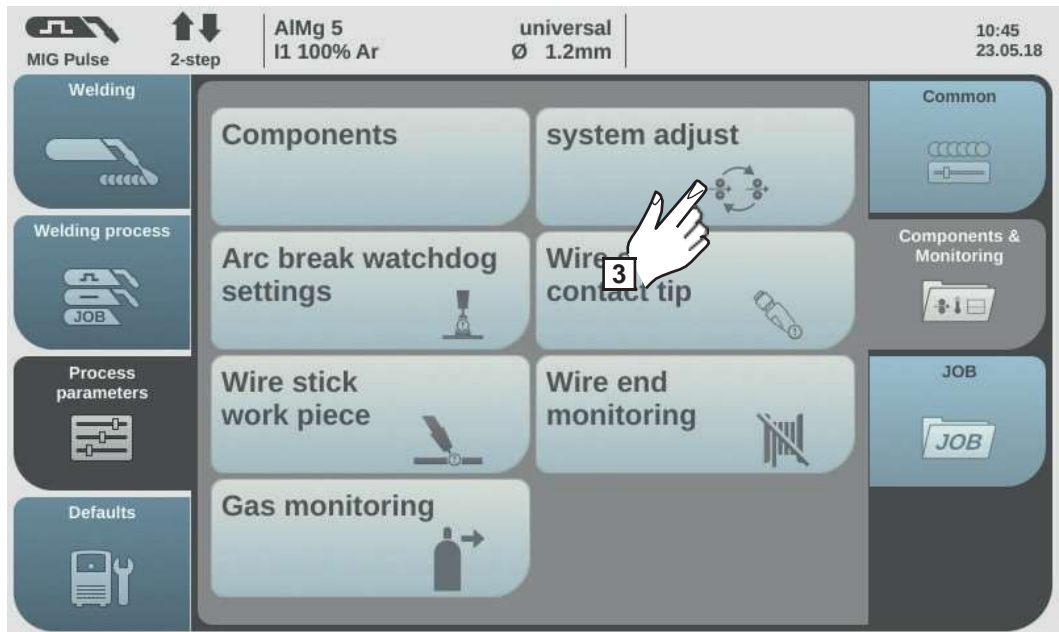 MIG Pulse
2-step
AlMg 5
I1 100% Ar
universal
Ø 1.2mm
10:45
23.05.18
Welding
Welding process
JOB
Process
parameters
Defaults
Components
system adjust
Arc break watchdog
settings
Wire
contact tip
3
Wire stick
work piece
Wire end
monitoring
Gas monitoring
Common
Components &
Monitoring
JOB
JOB